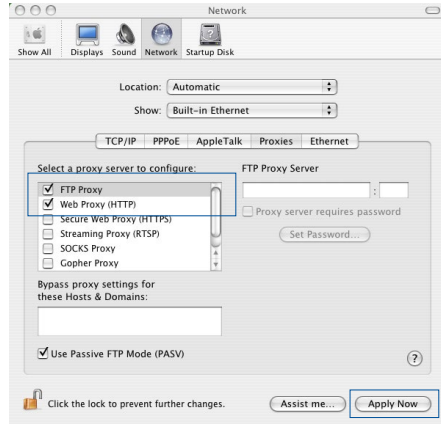 Network
Show All Displays Sound Network Startup Disk
Location: Automatic
Show: Built-in Ethernet
TCP/IP PPPoE AppleTalk Proxies Ethernet
Select a proxy server to configure: FTP Proxy Server
FTP Proxy :
Web Proxy (HTTP) Proxy server requires password
Secure Web Proxy (HTTPS)
Streaming Proxy (RTSP) Set Password...
SOCKS Proxy
Gopher Proxy
Bypass proxy settings for
these Hosts & Domains:
Use Passive FTP Mode (PASV) ?
Click the lock to prevent further changes. Assist me... Apply Now